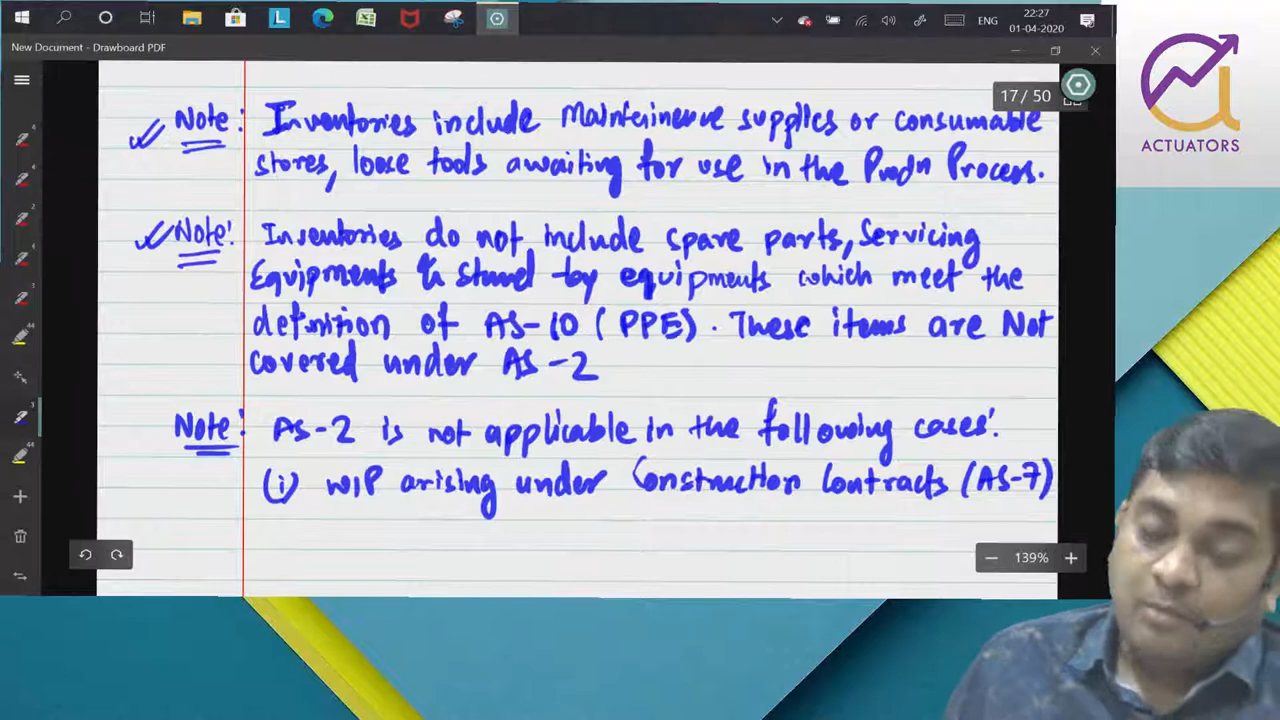 22:27
ENG
01-04-2020
New Document - Drawboard PDF
17/50
ACTUATORS
Note: Inventories include Maintainence supplies or consumable
stores, loose tools awaiting for use in the Prodn Process.
Note: Inventories do not include spare parts, Servicing
Equipments & Stand by equipments which meet the
definition of AS-10 (PPE). These items are Not
covered under AS-2
Note: AS-2 is not applicable in the following cases:
(i) WIP arising under Construction Contracts (AS-7)
139%